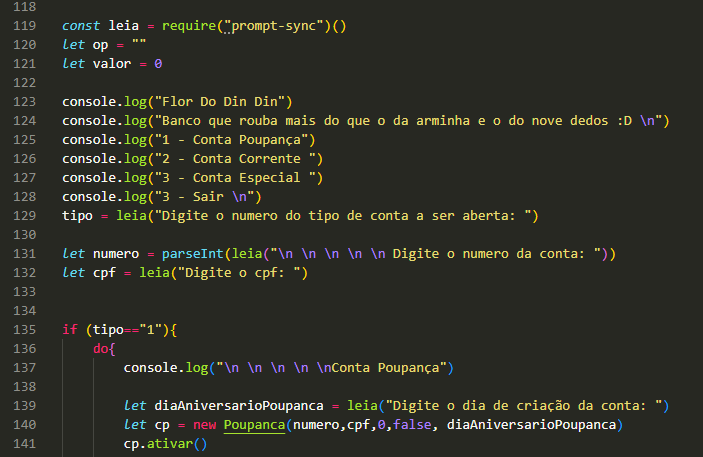 118
119 const leia = require("prompt-sync")()
120 let op = ""
121 let valor = 0
122
123 console.log("Flor Do Din Din")
124 console.log("Banco que rouba mais do que o da arminha e o do nove dedos :D \n")
125 console.log("1 - Conta Poupança")
126 console.log("2 - Conta Corrente ")
127 console.log("3 - Conta Especial ")
128 console.log("3 - Sair \n")
129 tipo = leia("Digite o numero do tipo de conta a ser aberta: ")
130
131 let numero = parseInt(leia("\n \n \n \n \n Digite o numero da conta: "))
132 let cpf = leia("Digite o cpf: ")
133
134
135 if (tipo=="1"){
136     do{
137         console.log("\n \n \n \n \nConta Poupança")
138
139         let diaAniversarioPoupanca = leia("Digite o dia de criação da conta: ")
140         let cp = new Poupanca(numero,cpf,0,false, diaAniversarioPoupanca)
141         cp.ativar()